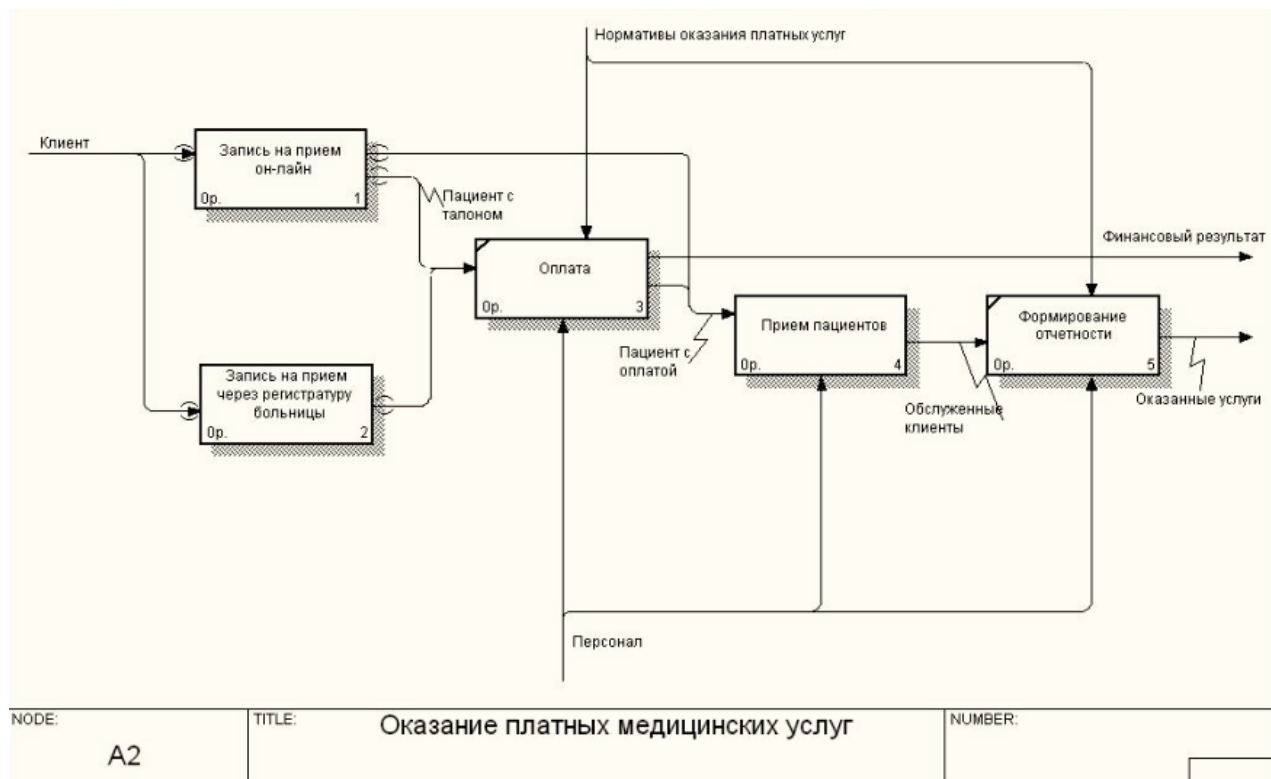 Нормативы оказания платных услуг
Клиент
Запись на прием
он-лайн
0р.
1
Пациент с
талоном
Финансовый результат
Оплата
0р.
3
Прием пациентов
0р.
4
Формирование
отчетности
0р.
5
Пациент с
оплатой
Запись на прием
через регистратуру
больницы
0р.
2
Обслуженные
клиенты
Оказанные услуги
Персонал
NODE:
A2
TITLE:
Оказание платных медицинских услуг
NUMBER: